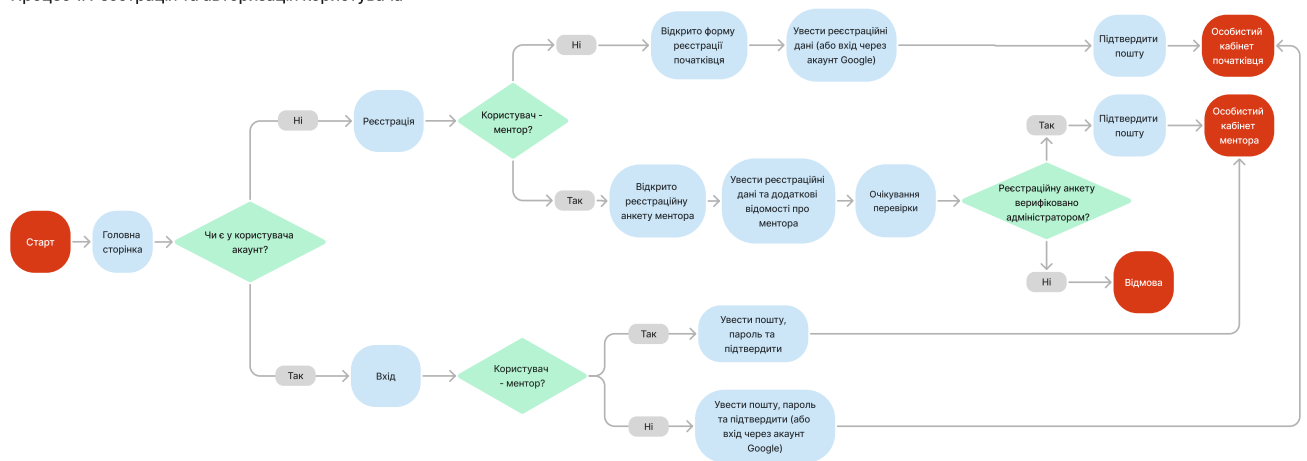 Ні
Відкрито форму
реєстрації
початківця
Увести реєстраційні
дані (або вхід через
акаунт Google)
Підтвердити
пошту
Особистий
кабінет
початківця
Ні
Реєстрація
Користувач -
ментор?
Так
Підтвердити
пошту
Особистий
кабінет
ментора
Так
Відкрито
реєстраційну
анкету ментора
Увести реєстраційні
дані та додаткові
відомості про
ментора
Очікування
перевірки
Реєстраційну анкету
верифіковано
адміністратором?
Старт
Головна
сторінка
Чи є у користувача
акаунт?
Ні
Відмова
Так
Вхід
Користувач
- ментор?
Так
Увести пошту,
пароль та
підтвердити
Ні
Увести пошту, пароль
та підтвердити (або
вхід через акаунт
Google)